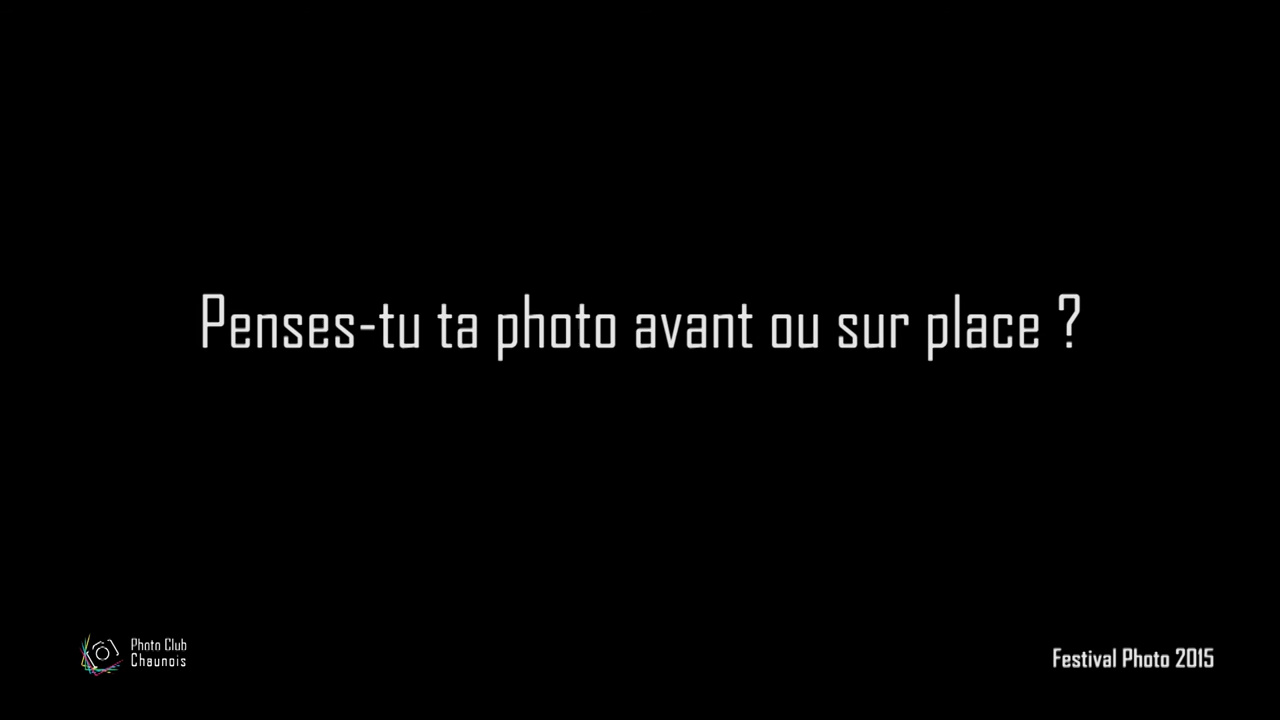 Penses-tu ta photo avant ou sur place ?
Photo Club
Chaunois
Festival Photo 2015